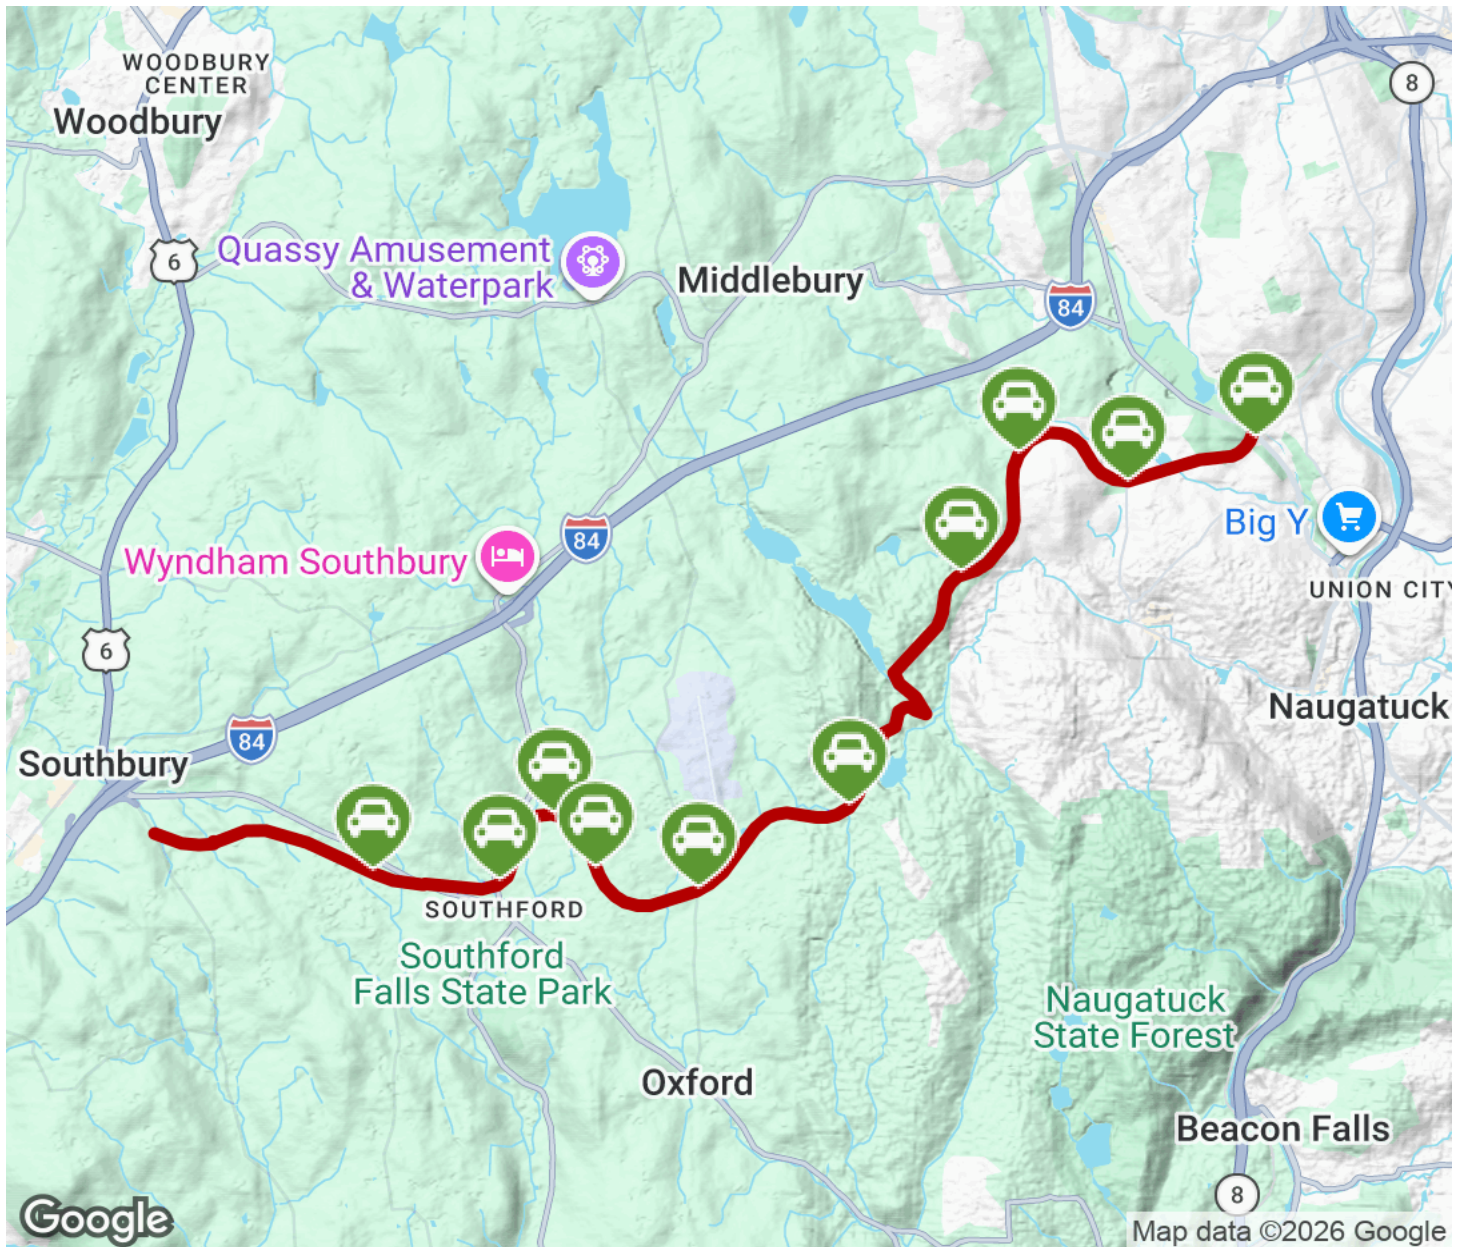 WOODBURY
CENTER
Woodbury
8
6
Quassy Amusement
& Waterpark
Middlebury
84
Big Y
84
Wyndham Southbury
UNION CITY
6
Naugatuck
84
Southbury
SOUTHFORD
Southford
Falls State Park
Naugatuck
State Forest
Oxford
Beacon Falls
8
Google
Map data ©2026 Google